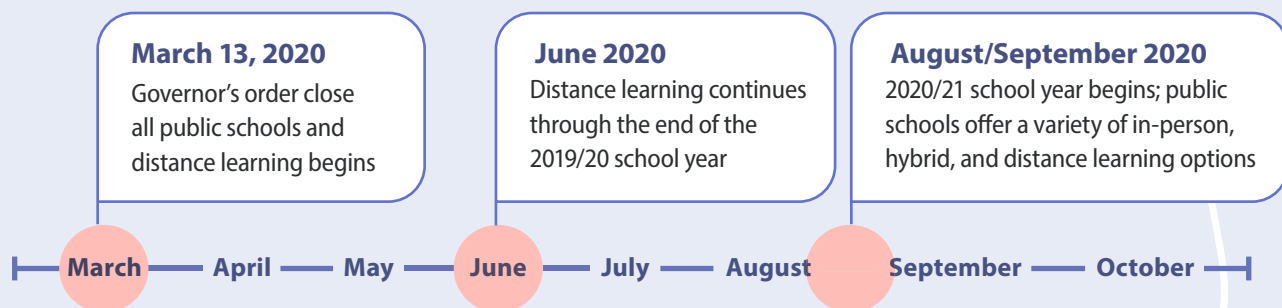 March 13, 2020
Governor's order close
all public schools and
distance learning begins
June 2020
Distance learning continues
through the end of the
2019/20 school year
August/September 2020
2020/21 school year begins; public
schools offer a variety of in-person,
hybrid, and distance learning options
March April May June July August September October